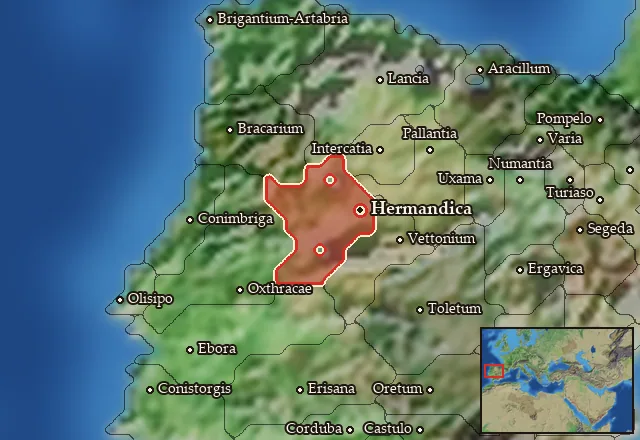 Brigantium-Artabria
Lancia
Aracillum
Bracarium
Pompelo
Intercatia
Pallantia
Varia
Numantia
Uxama
Turiaso
Hermandica
Conimbriga
Segeda
Vettonium
Ergavica
Oxthracae
Olisipo
Toletum
Ebora
Conistorgis
Erisana
Oretum
Corduba
Castulo